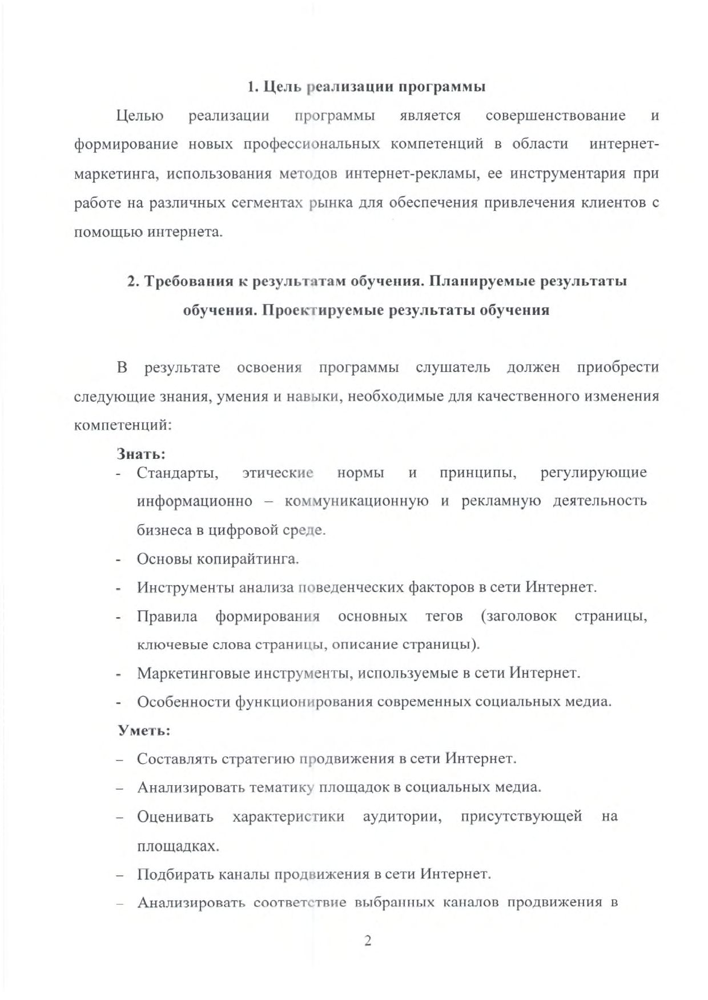 1. Цель реализации программы
Целью реализации программы является совершенствование и
формирование новых профессиональных компетенций в области интернет-
маркетинга, использования методов интернет-рекламы, ее инструментария при
работе на различных сегментах рынка для обеспечения привлечения клиентов с
помощью интернета.
2. Требования к результатам обучения. Планируемые результаты
обучения. Проектируемые результаты обучения
В результате освоения программы слушатель должен приобрести
следующие знания, умения и навыки, необходимые для качественного изменения
компетенций:
Знать:
- Стандарты, этические нормы и принципы, регулирующие
информационно – коммуникационную и рекламную деятельность
бизнеса в цифровой среде.
- Основы копирайтинга.
- Инструменты анализа поведенческих факторов в сети Интернет.
- Правила формирования основных тегов (заголовок страницы,
ключевые слова страницы, описание страницы).
- Маркетинговые инструменты, используемые в сети Интернет.
- Особенности функционирования современных социальных медиа.
Уметь:
– Составлять стратегию продвижения в сети Интернет.
– Анализировать тематику площадок в социальных медиа.
– Оценивать характеристики аудитории, присутствующей на
площадках.
– Подбирать каналы продвижения в сети Интернет.
– Анализировать соответствие выбранных каналов продвижения в
2